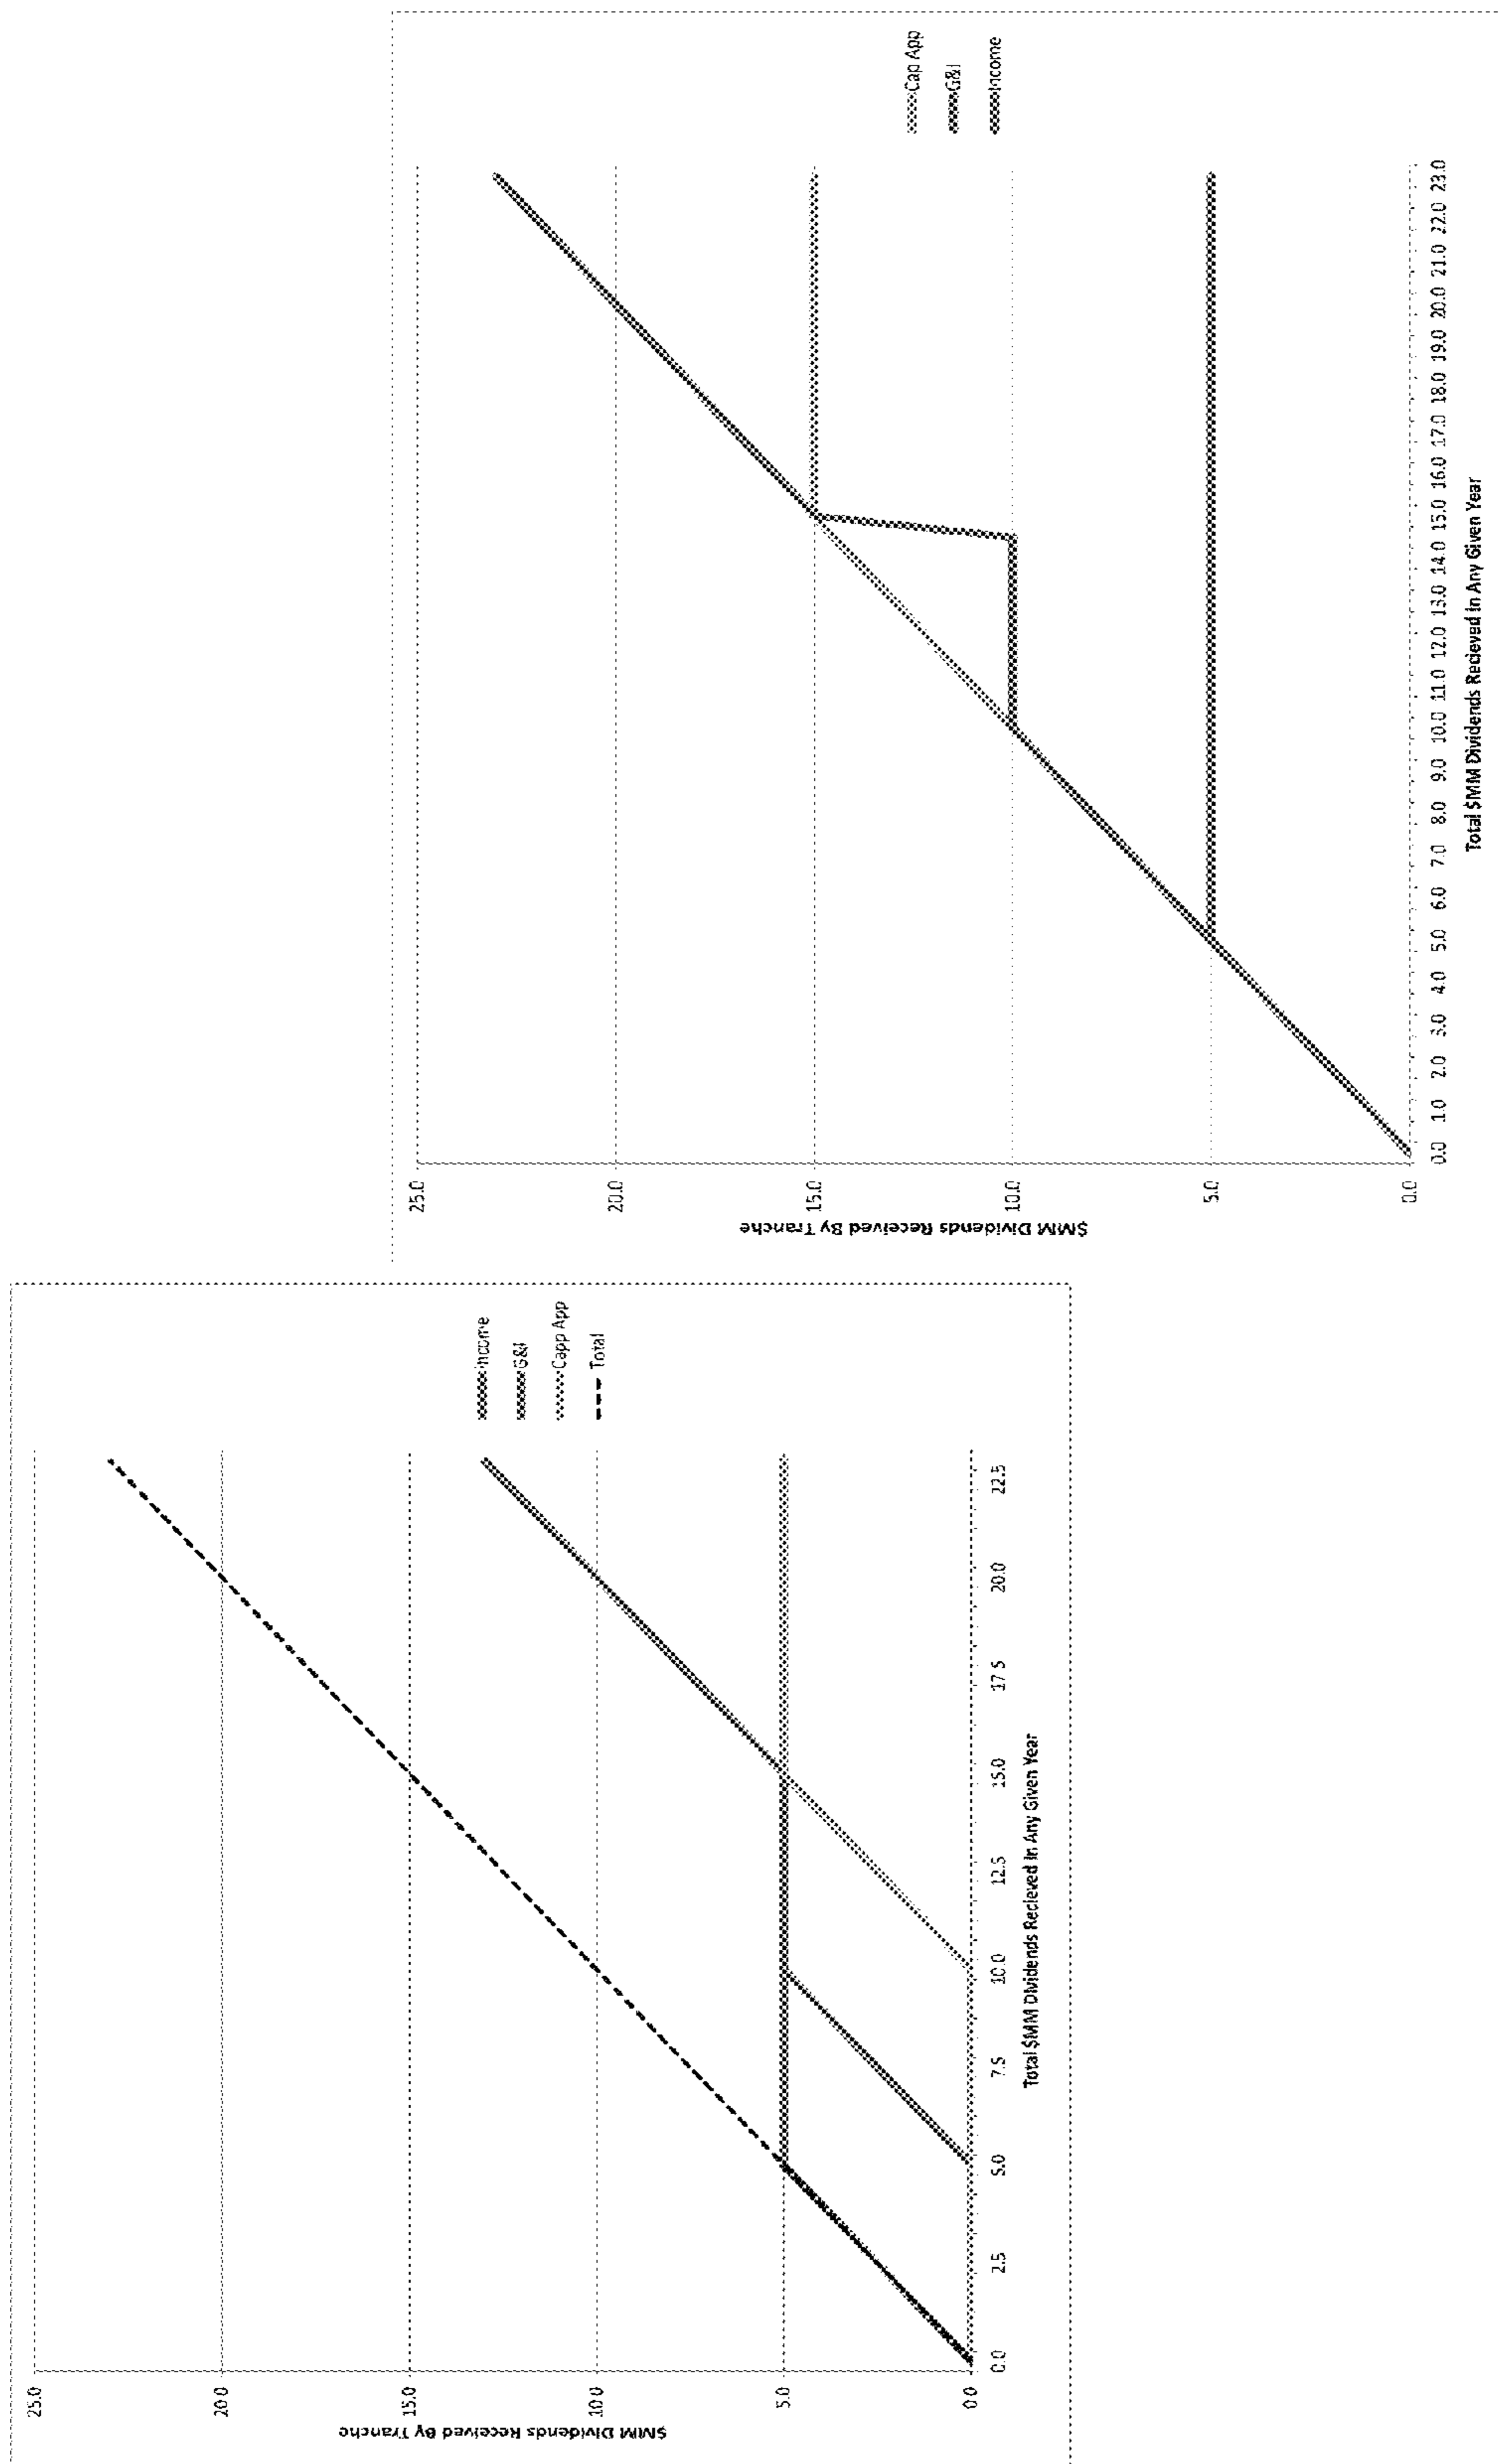 25.0
20.0
15.0
10.0
5.0
0.0
$MM Dividends Received By Tranche
0.0 2.5 5.0 7.5 10.0 12.5 15.0 17.5 20.0 22.5
Total $MM Dividends Recieved In Any Given Year
Income
G&I
Capp App
Total
25.0
20.0
15.0
10.0
5.0
0.0
$MM Dividends Received By Tranche
0.0 1.0 2.0 3.0 4.0 5.0 6.0 7.0 8.0 9.0 10.0 11.0 12.0 13.0 14.0 15.0 16.0 17.0 18.0 19.0 20.0 21.0 22.0 23.0
Total $MM Dividends Recieved In Any Given Year
Cap App
G&I
Income